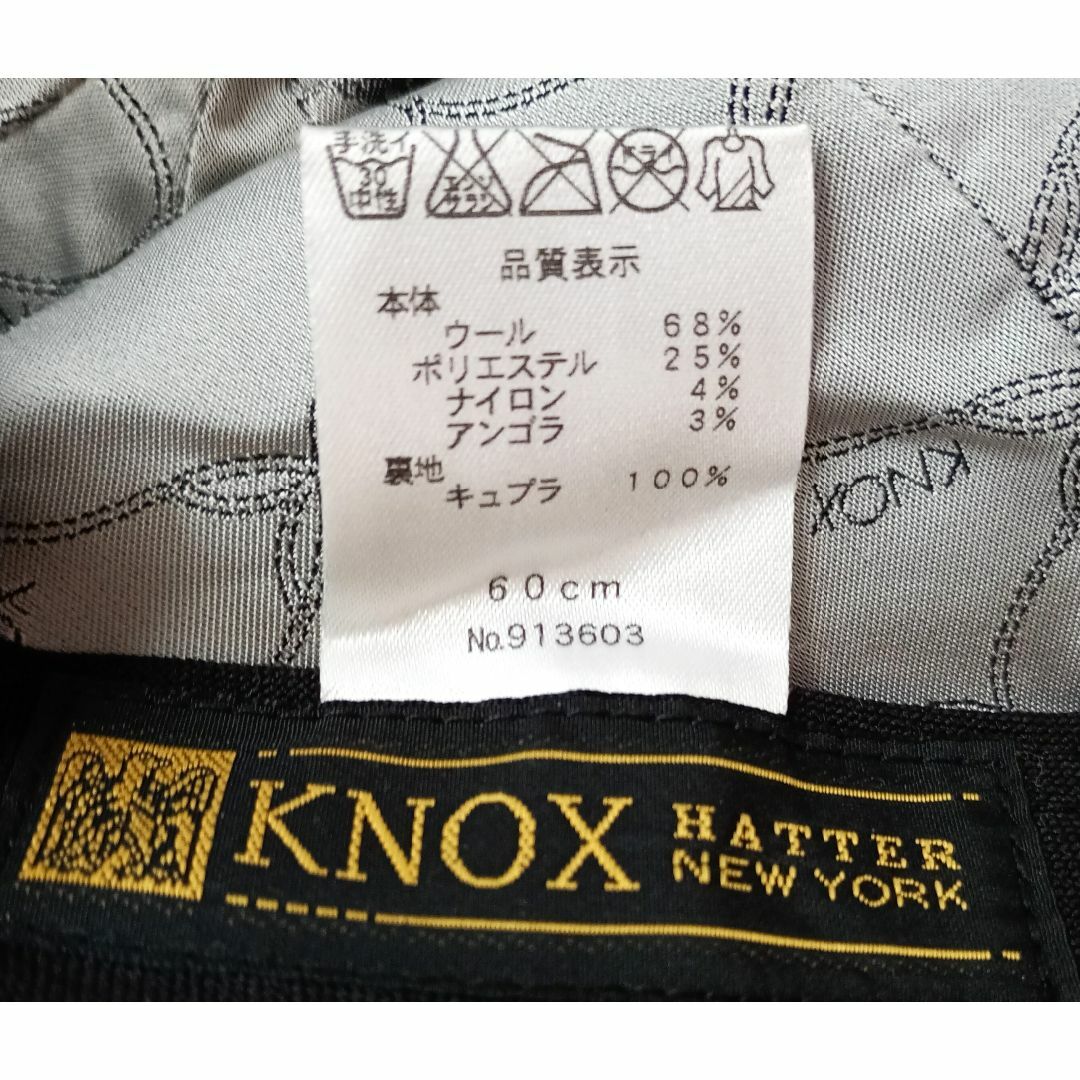 手洗イ
30
中性
エンソ
サラシ
ドライ
品質表示
本体
ウール 68%
ポリエステル 25%
ナイロン 4%
アンゴラ 3%
裏地
キュプラ 100%
60cm
No.913603
KNOX
KNOX HATTER
NEW YORK